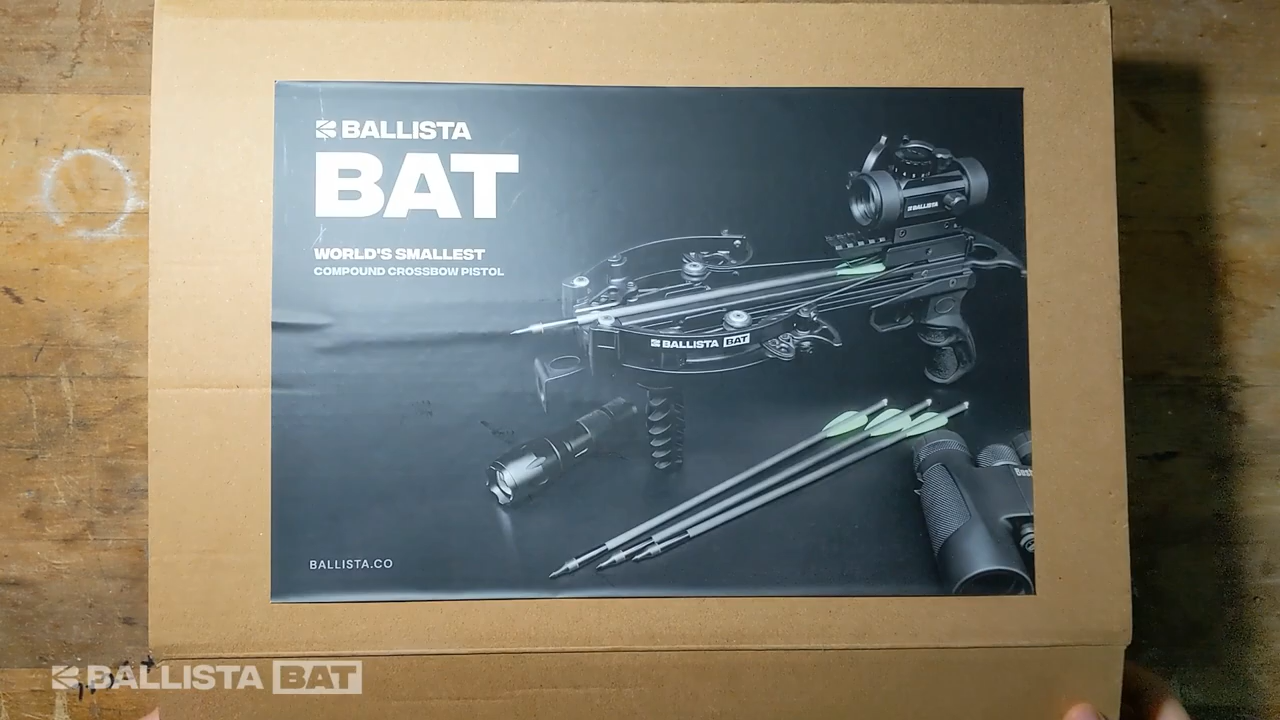 BALLISTA
BAT
WORLD'S SMALLEST
COMPOUND CROSSBOW PISTOL
BALLISTA
BALLISTA BAT
BALLISTA.CO
BALLISTA BAT